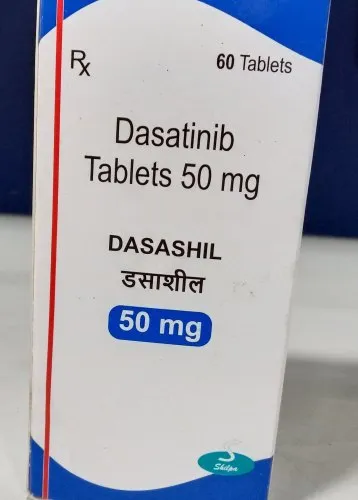 Rx
60 Tablets
Dasatinib
Tablets 50 mg
DASASHIL
डसाशील
50 mg
Shilpa